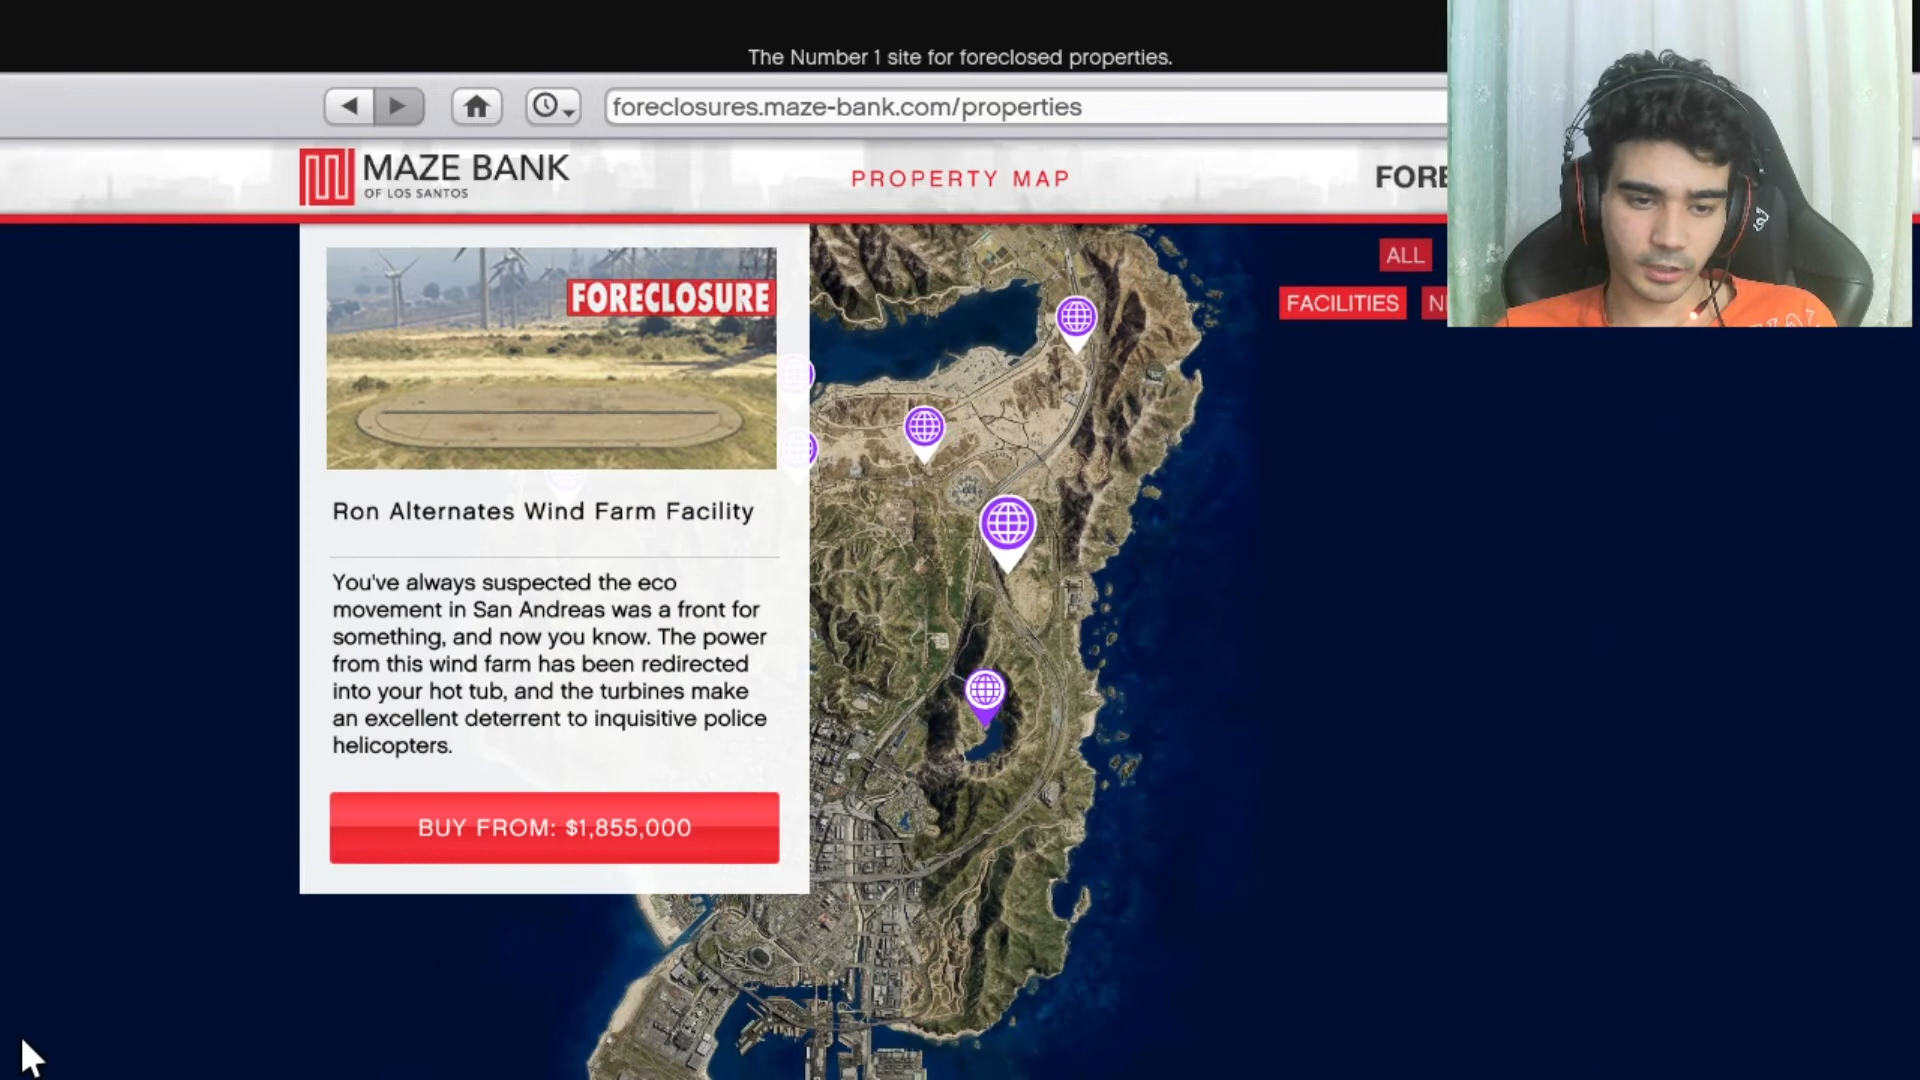 The Number 1 site for foreclosed properties.
foreclosures.maze-bank.com/properties
MAZE BANK
OF LOS SANTOS
PROPERTY MAP
FORE
ALL
FACILITIES
FORECLOSURE
Ron Alternates Wind Farm Facility
You've always suspected the eco
movement in San Andreas was a front for
something, and now you know. The power
from this wind farm has been redirected
into your hot tub, and the turbines make
an excellent deterrent to inquisitive police
helicopters.
BUY FROM: $1,855,000